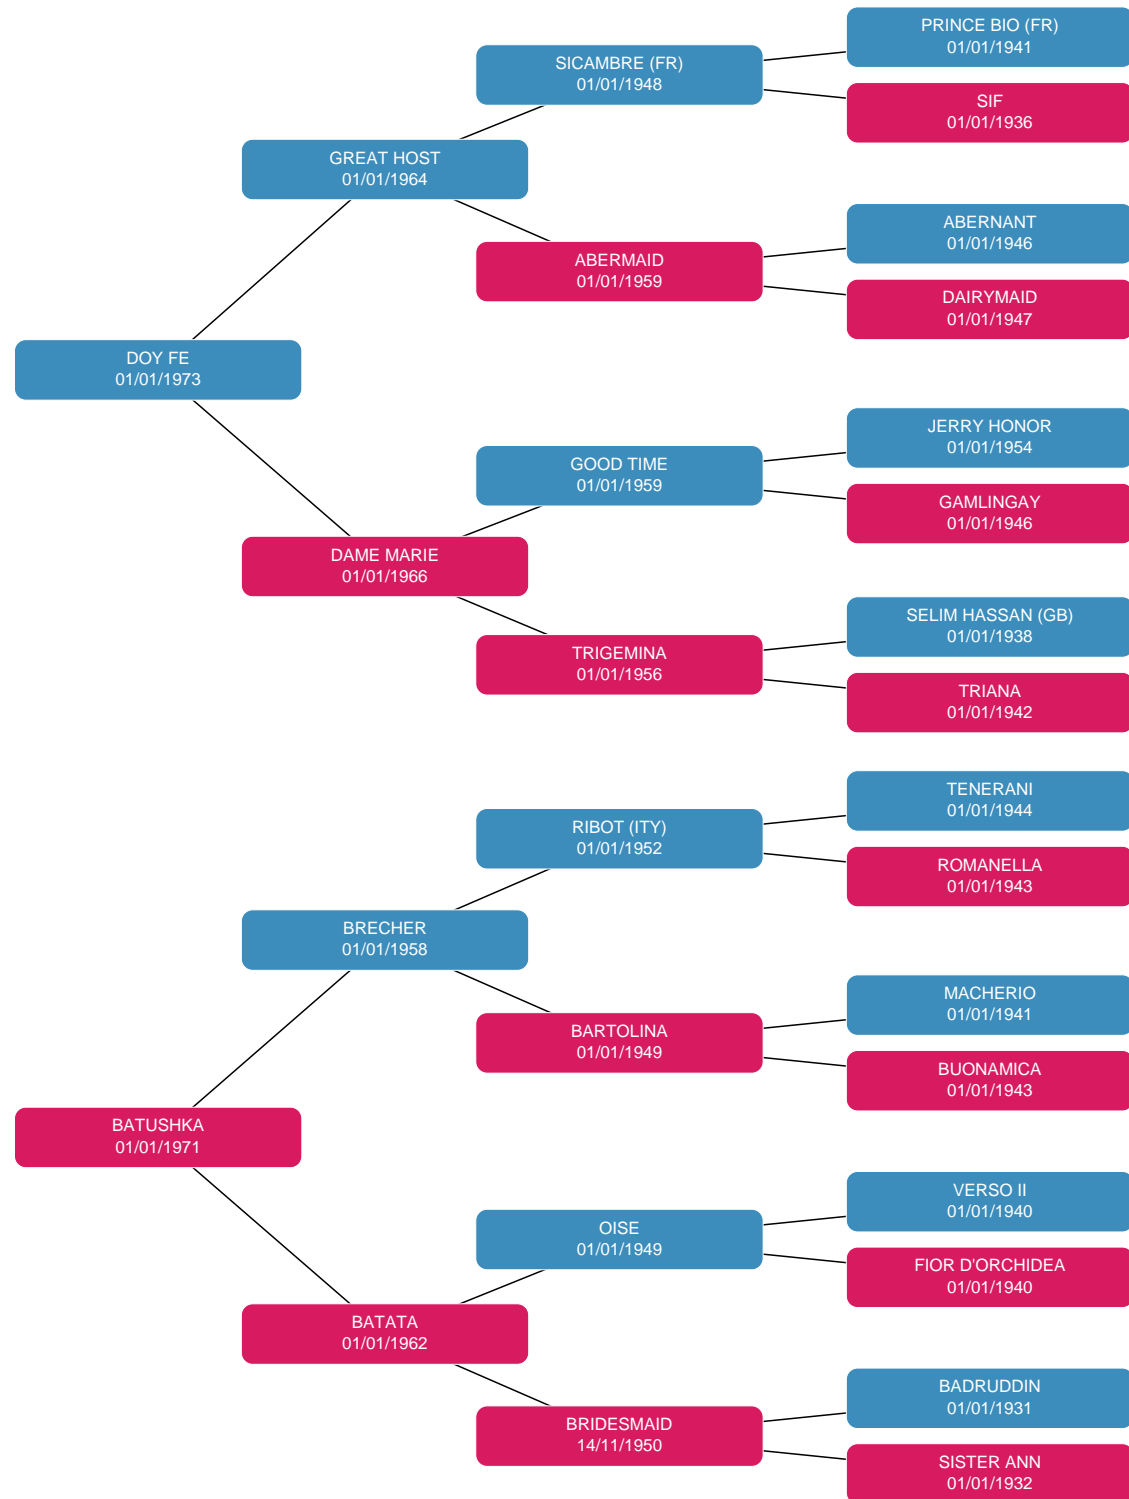 PRINCE BIO (FR)
01/01/1941
SICAMBRE (FR)
01/01/1948
SIF
01/01/1936
GREAT HOST
01/01/1964
ABERNANT
01/01/1946
ABERMAID
01/01/1959
DAIRYMAID
01/01/1947
DOY FE
01/01/1973
JERRY HONOR
01/01/1954
GOOD TIME
01/01/1959
GAMLINGAY
01/01/1946
DAME MARIE
01/01/1966
SELIM HASSAN (GB)
01/01/1938
TRIGEMINA
01/01/1956
TRIANA
01/01/1942
TENERANI
01/01/1944
RIBOT (ITY)
01/01/1952
ROMANELLA
01/01/1943
BRECHER
01/01/1958
MACHERIO
01/01/1941
BARTOLINA
01/01/1949
BUONAMICA
01/01/1943
BATUSHKA
01/01/1971
VERSO II
01/01/1940
OISE
01/01/1949
FIOR D'ORCHIDEA
01/01/1940
BATATA
01/01/1962
BADRUDDIN
01/01/1931
BRIDESMAID
14/11/1950
SISTER ANN
01/01/1932